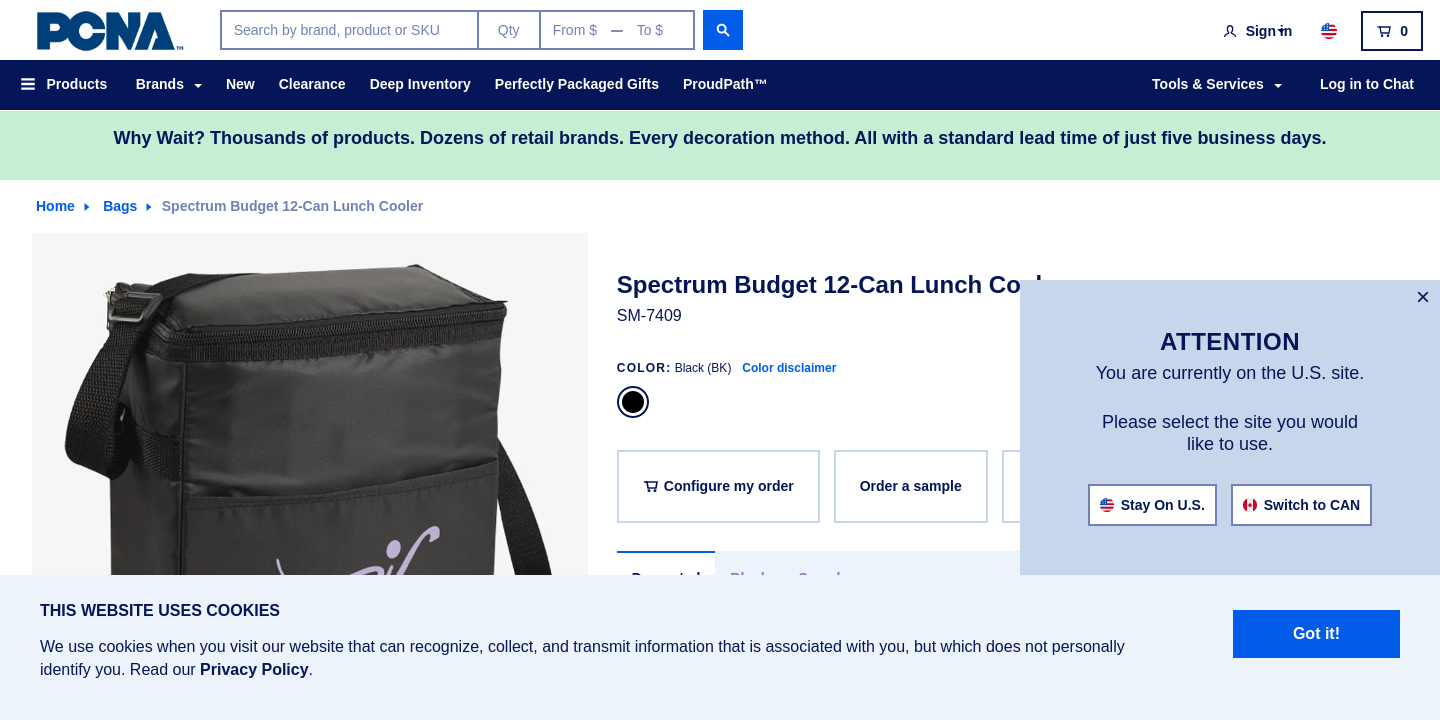 PCNA™
Search by brand, product or SKU
Qty
From $ — To $
Sign in
0
Products
Brands
New
Clearance
Deep Inventory
Perfectly Packaged Gifts
ProudPath™
Tools & Services
Log in to Chat
Why Wait? Thousands of products. Dozens of retail brands. Every decoration method. All with a standard lead time of just five business days.
Home
Bags
Spectrum Budget 12-Can Lunch Cooler
Spectrum Budget 12-Can Lunch
SM-7409
COLOR: Black (BK) Color disclaimer
Configure my order
Order a sample
×
ATTENTION
You are currently on the U.S. site.
Please select the site you would
like to use.
Stay On U.S.
Switch to CAN
THIS WEBSITE USES COOKIES
We use cookies when you visit our website that can recognize, collect, and transmit information that is associated with you, but which does not personally
identify you. Read our Privacy Policy.
Got it!